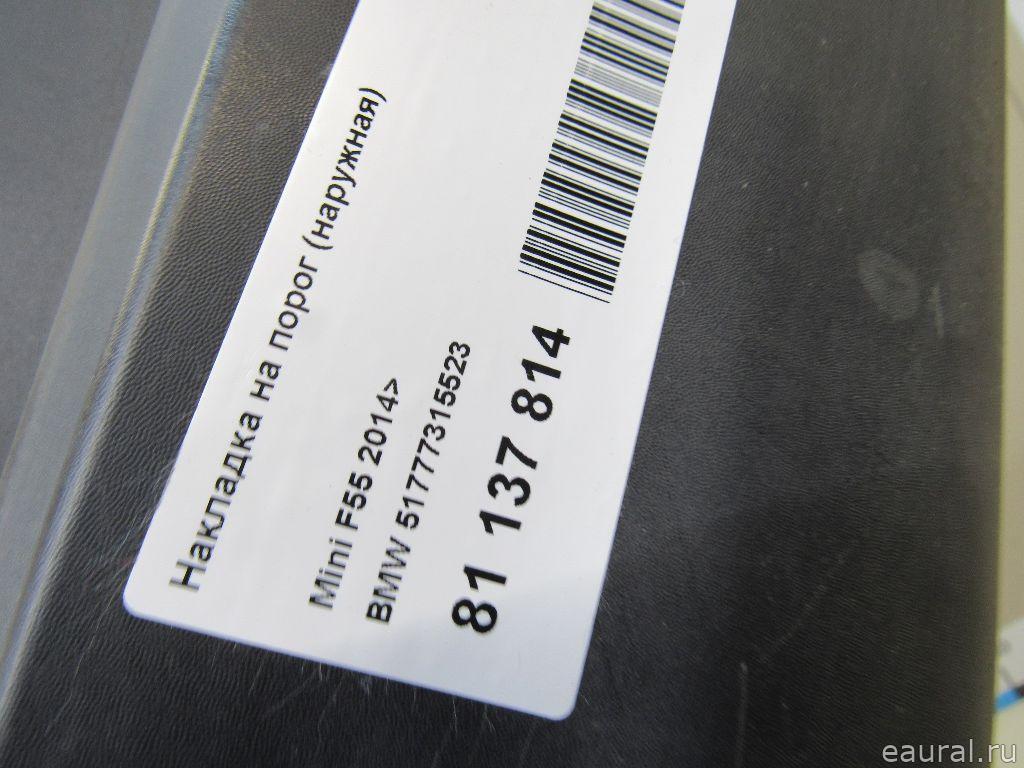 Накладка на порог (наружная)
Mini F55 2014>
BMW 51777315523
81 137 814
eaural.ru